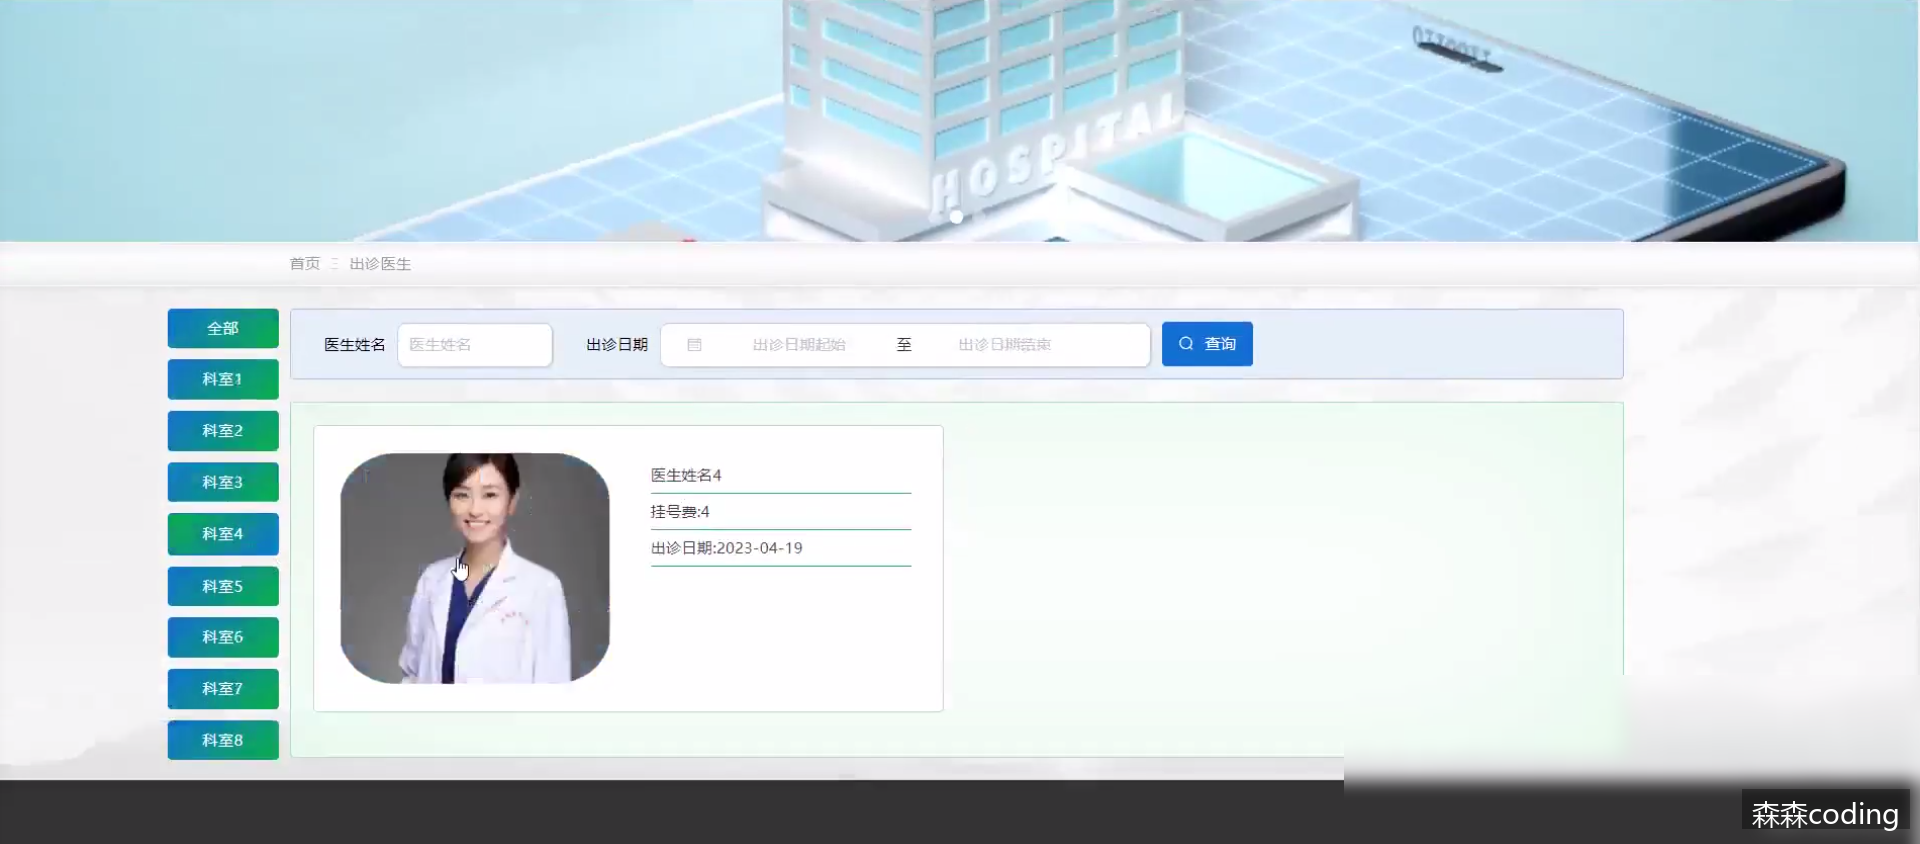 HOSPITAL
首页 出诊医生
全部
科室1
科室2
科室3
科室4
科室5
科室6
科室7
科室8
医生姓名 医生姓名 出诊日期 出诊日期起始 至 出诊日期结束 查询
医生姓名4
挂号费:4
出诊日期:2023-04-19
森森coding